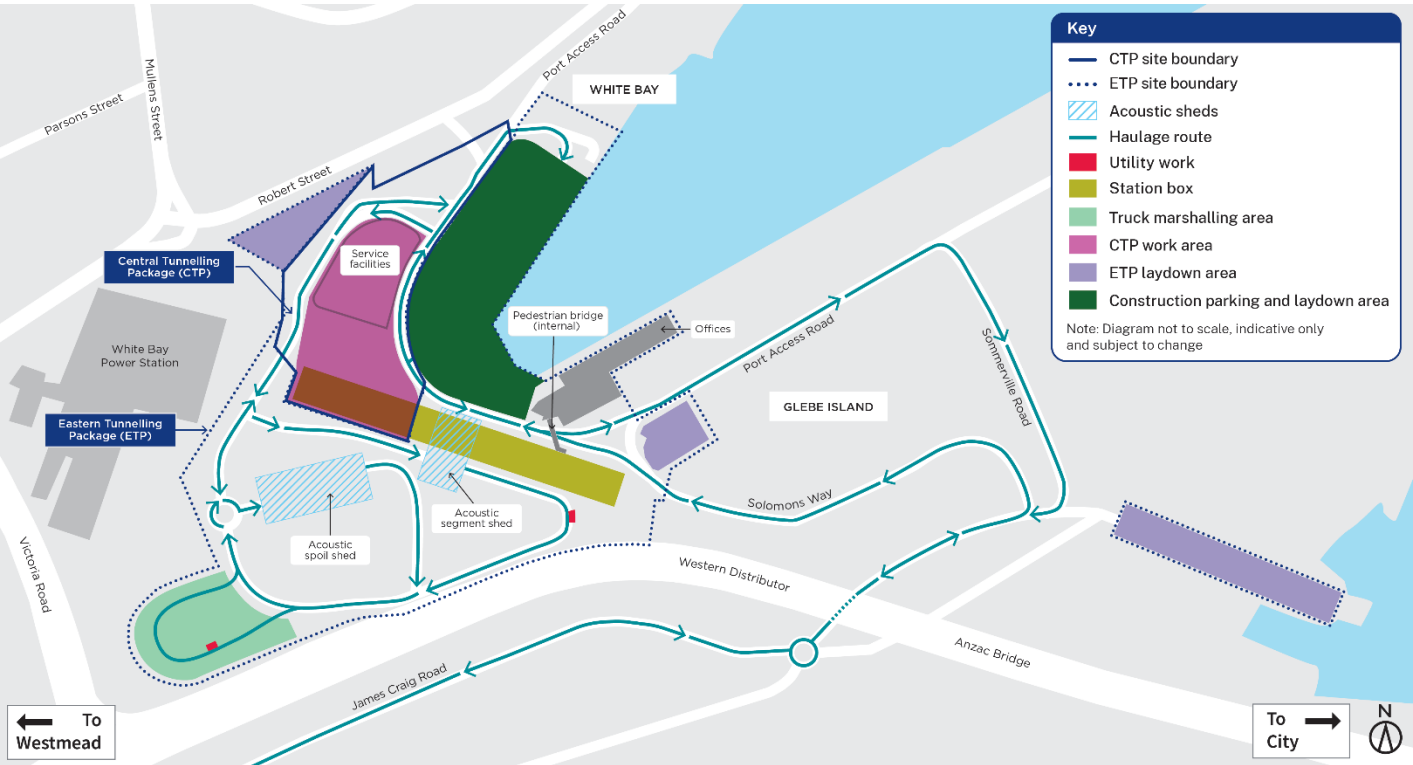 Port Access Road
WHITE BAY
Mullens Street
Parsons Street
Robert Street
Central Tunnelling
Package (CTP)
Service
facilities
White Bay
Power Station
Pedestrian bridge
(internal)
Offices
Port Access Road
Sommerville Road
GLEBE ISLAND
Eastern Tunnelling
Package (ETP)
Acoustic
segment shed
Acoustic
spoil shed
Solomons Way
Victoria Road
Western Distributor
Anzac Bridge
James Craig Road
To
Westmead
To
City
N
Key
CTP site boundary
ETP site boundary
Acoustic sheds
Haulage route
Utility work
Station box
Truck marshalling area
CTP work area
ETP laydown area
Construction parking and laydown area
Note: Diagram not to scale, indicative only
and subject to change